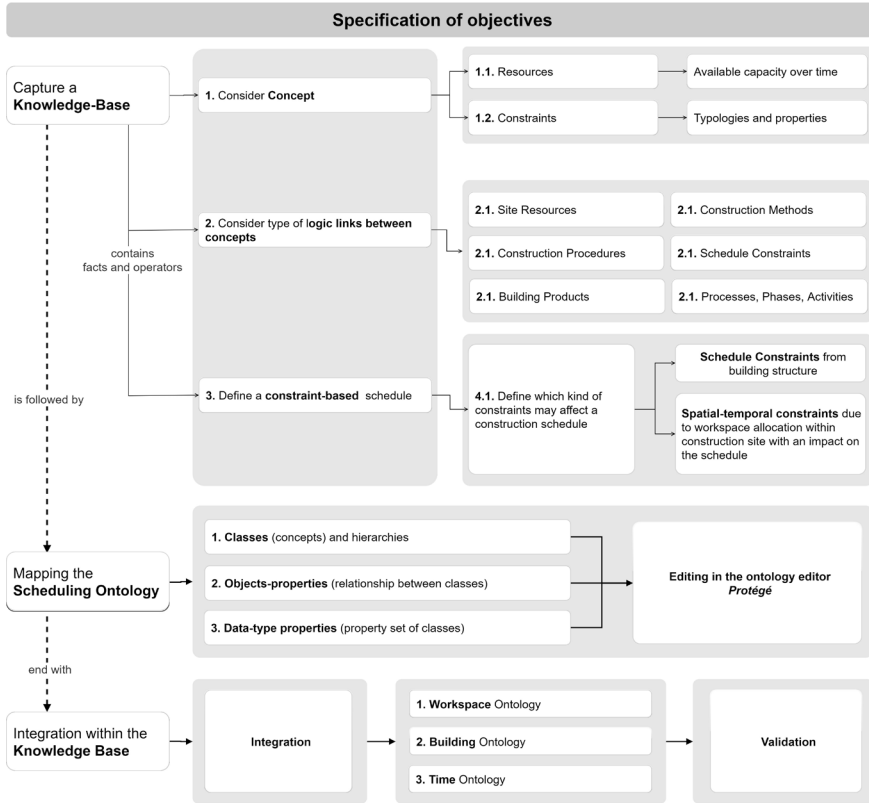 Specification of objectives
Capture a
Knowledge-Base
1. Consider Concept
1.1. Resources
Available capacity over time
1.2. Constraints
Typologies and properties
contains
facts and operators
2. Consider type of logic links between
concepts
2.1. Site Resources
2.1. Construction Methods
2.1. Construction Procedures
2.1. Schedule Constraints
2.1. Building Products
2.1. Processes, Phases, Activities
is followed by
3. Define a constraint-based schedule
4.1. Define which kind of
constraints may affect a
construction schedule
Schedule Constraints from
building structure
Spatial-temporal constraints due
to workspace allocation within
construction site with an impact on
the schedule
Mapping the
Scheduling Ontology
1. Classes (concepts) and hierarchies
2. Objects-properties (relationship between classes)
3. Data-type properties (property set of classes)
Editing in the ontology editor
Protégé
end with
Integration within the
Knowledge Base
Integration
1. Workspace Ontology
2. Building Ontology
3. Time Ontology
Validation